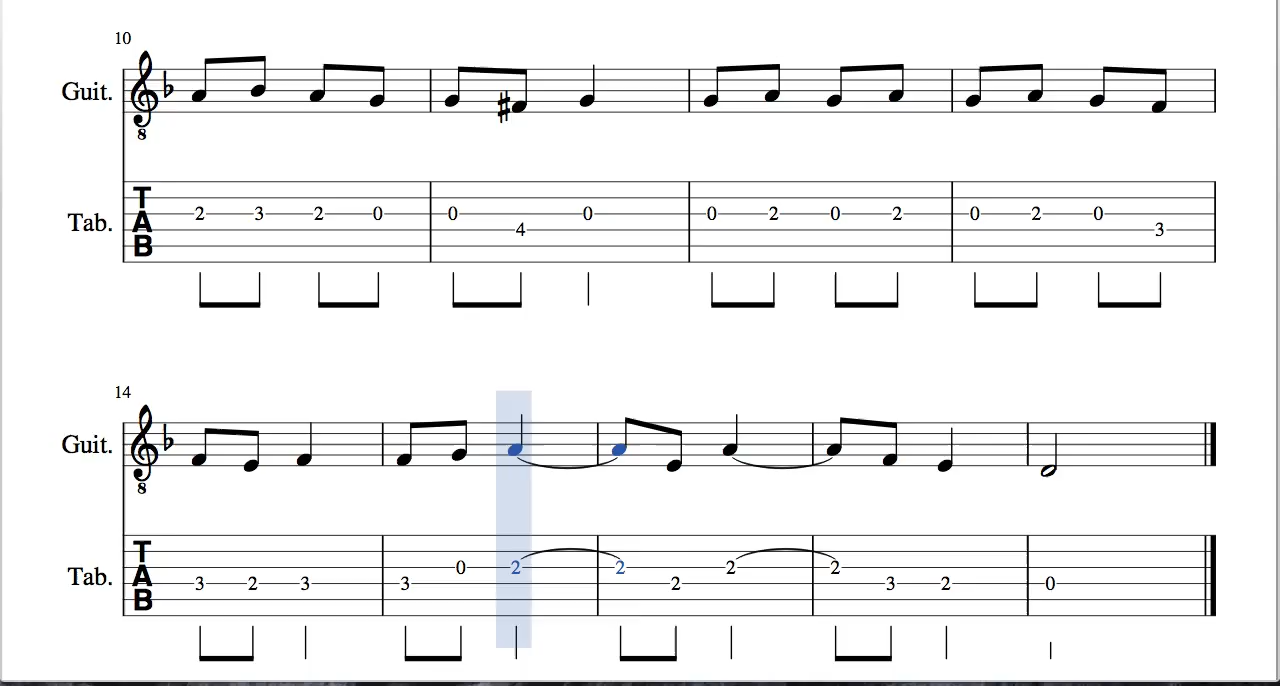 10
Guit.
8
T
A
B
Tab.
2 3 2 0 0 4 0 0 2 0 2 0 2 0 3
14
Guit.
8
T
A
B
Tab.
3 2 3 3 0 2 2 2 2 2 3 2 0